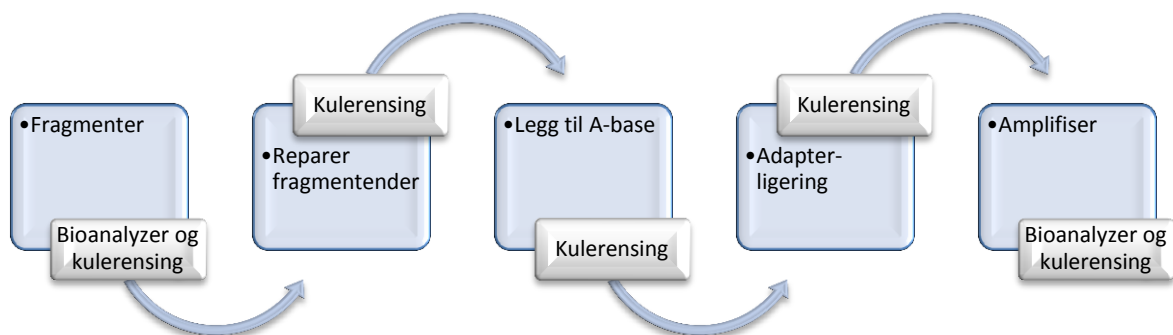 •Fragmenter
Bioanalyzer og
kulerensing
Kulerensing
•Reparer
fragmentender
•Legg til A-base
Kulerensing
Kulerensing
•Adapter-
ligering
•Amplifiser
Bioanalyzer og
kulerensing